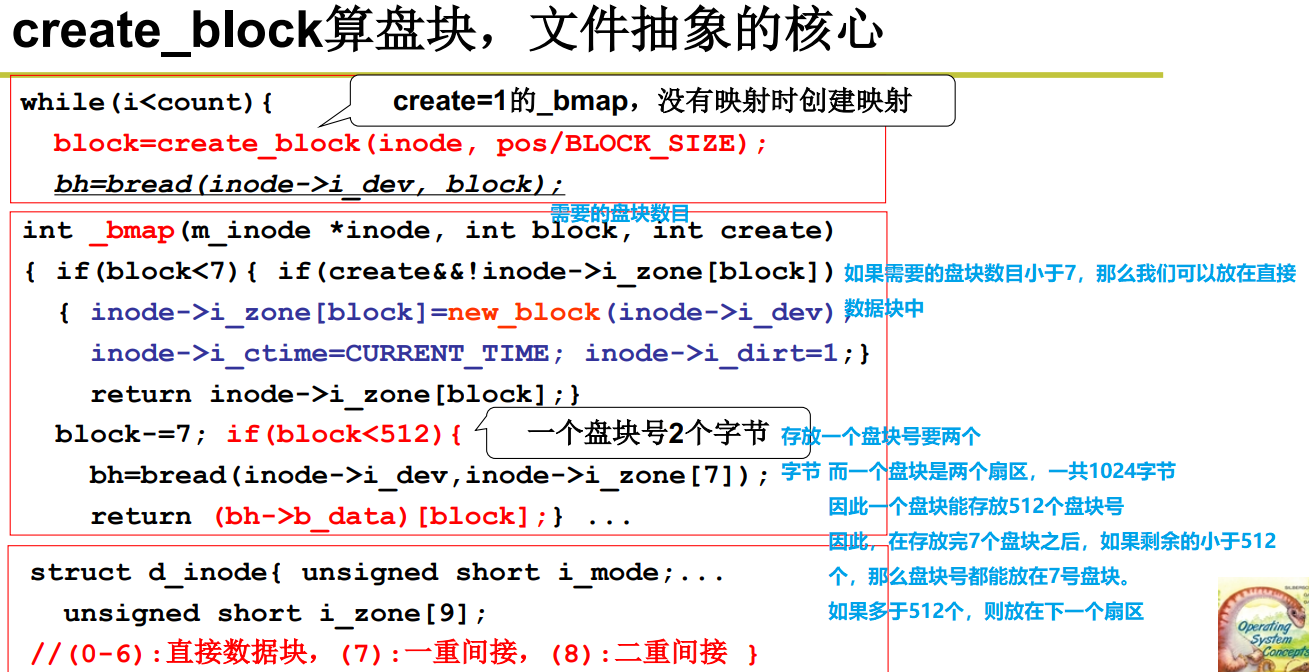 create_block算盘块，文件抽象的核心
while(i<count){
create=1的_bmap，没有映射时创建映射
block=create_block(inode, pos/BLOCK_SIZE);
bh=bread(inode->i_dev, block);
需要的盘块数目
int _bmap(m_inode *inode, int block, int create)
{ if(block<7){ if(create&&!inode->i_zone[block])
如果需要的盘块数目小于7，那么我们可以放在直接
数据块中
{ inode->i_zone[block]=new_block(inode->i_dev);
inode->i_ctime=CURRENT_TIME; inode->i_dirt=1;}
return inode->i_zone[block];}
block-=7; if(block<512){
一个盘块号2个字节
存放一个盘块号要两个
bh=bread(inode->i_dev,inode->i_zone[7]);
字节 而一个盘块是两个扇区，一共1024字节
因此一个盘块能存放512个盘块号
return (bh->b_data)[block];} ...
因此，在存放完7个盘块之后，如果剩余的小于512
个，那么盘块号都能放在7号盘块。
如果多于512个，则放在下一个扇区
struct d_inode{ unsigned short i_mode;...
unsigned short i_zone[9];
//(0-6):直接数据块，(7):一重间接，(8):二重间接 }
Operating
System
Concepts